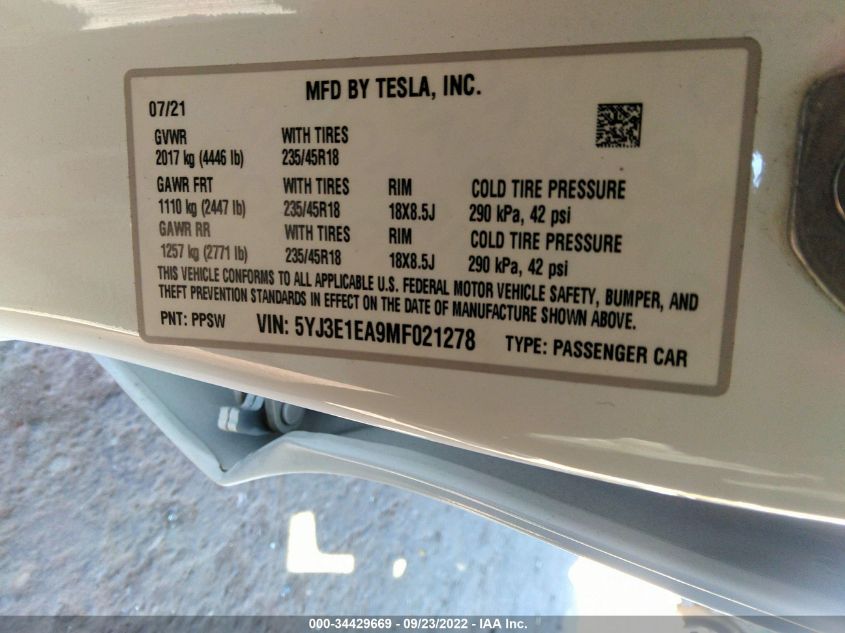 MFD BY TESLA, INC.
07/21
GVWR WITH TIRES
2017 kg (4446 lb) 235/45R18
GAWR FRT WITH TIRES RIM COLD TIRE PRESSURE
1110 kg (2447 lb) 235/45R18 18X8.5J 290 kPa, 42 psi
GAWR RR WITH TIRES RIM COLD TIRE PRESSURE
1257 kg (2771 lb) 235/45R18 18X8.5J 290 kPa, 42 psi
THIS VEHICLE CONFORMS TO ALL APPLICABLE U.S. FEDERAL MOTOR VEHICLE SAFETY, BUMPER, AND
THEFT PREVENTION STANDARDS IN EFFECT ON THE DATE OF MANUFACTURE SHOWN ABOVE.
PNT: PPSW VIN: 5YJ3E1EA9MF021278 TYPE: PASSENGER CAR
000-34429669 - 09/23/2022 - IAA Inc.